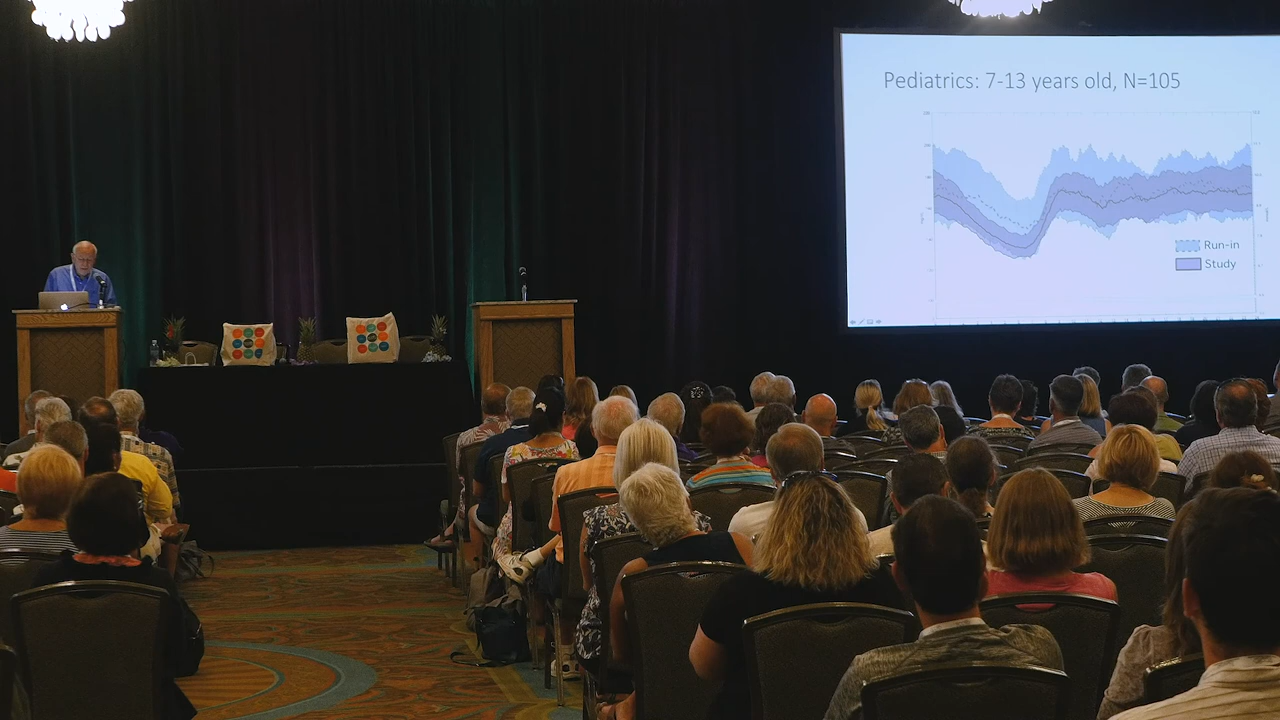 Pediatrics: 7-13 years old, N=105
Run-in
Study